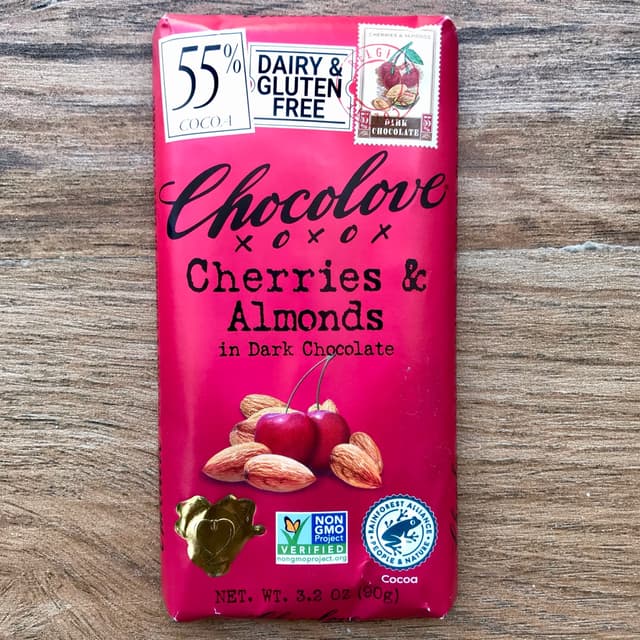 55%
COCOA
DAIRY &
GLUTEN
FREE
CHERRIES & ALMONDS
DARK
CHOCOLATE
Chocolove
XOXOX
Cherries &
Almonds
in Dark Chocolate
NON
GMO
Project
VERIFIED
nongmoproject.org
RAINFOREST ALLIANCE
PEOPLE & NATURE
Cocoa
NET. WT. 3.2 OZ (90g)